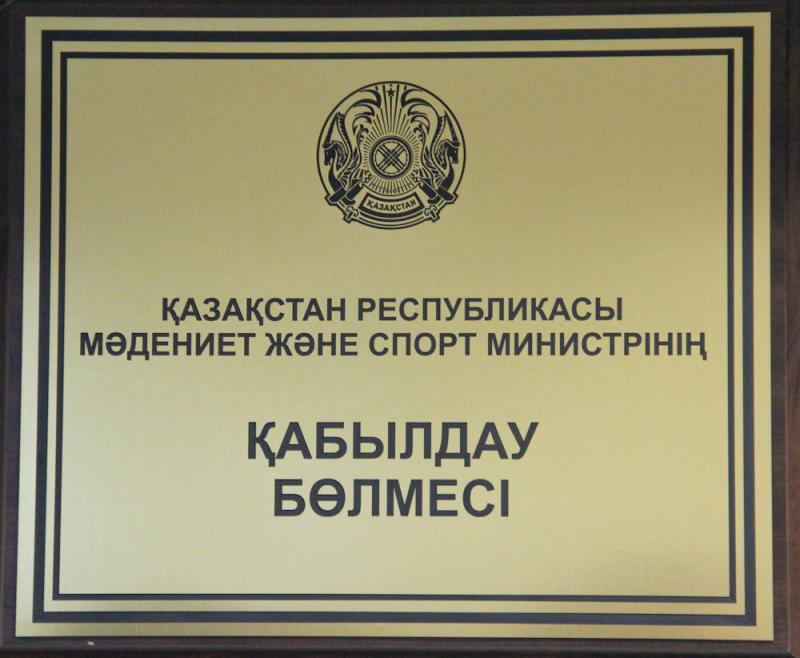 ҚАЗАҚСТАН
ҚАЗАҚСТАН РЕСПУБЛИКАСЫ
МӘДЕНИЕТ ЖӘНЕ СПОРТ МИНИСТРІНІҢ
ҚАБЫЛДАУ
БӨЛМЕСІ